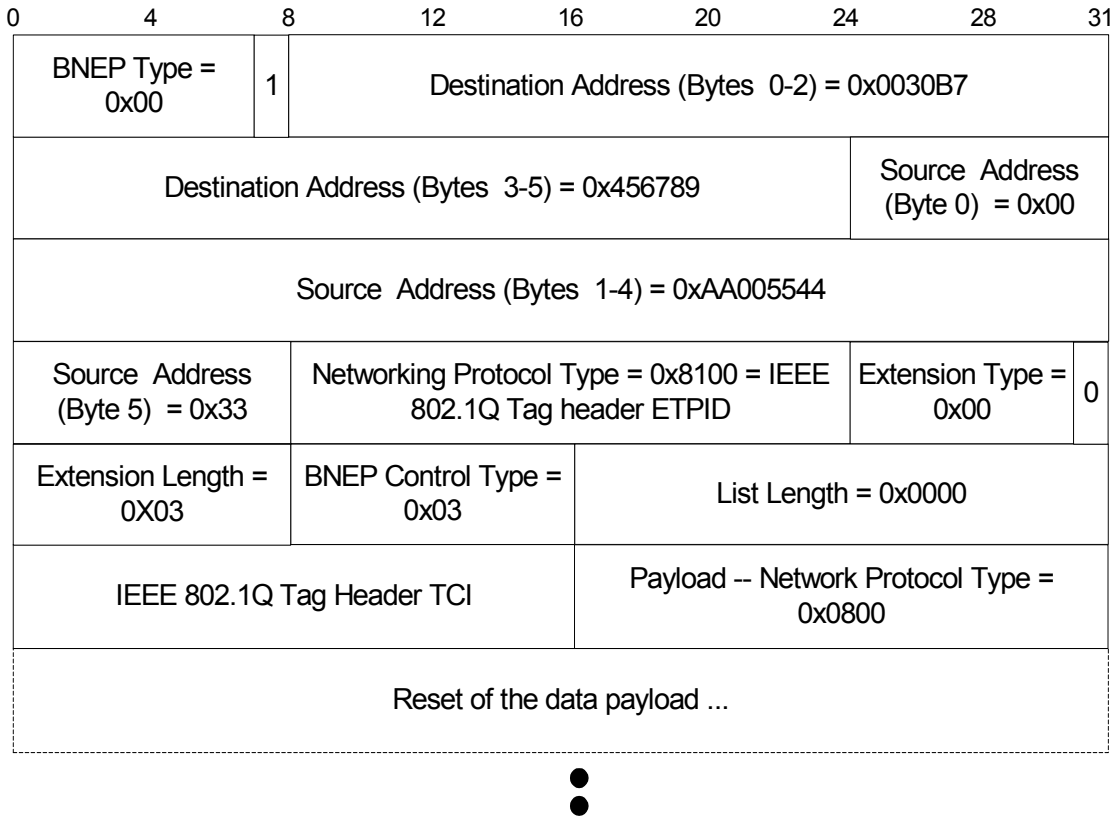 0 4 8 12 16 20 24 28 31
BNEP Type =
0x00
1
Destination Address (Bytes 0-2) = 0x0030B7
Destination Address (Bytes 3-5) = 0x456789
Source Address
(Byte 0) = 0x00
Source Address (Bytes 1-4) = 0xAA005544
Source Address
(Byte 5) = 0x33
Networking Protocol Type = 0x8100 = IEEE
802.1Q Tag header ETPID
Extension Type =
0x00
0
Extension Length =
0X03
BNEP Control Type =
0x03
List Length = 0x0000
IEEE 802.1Q Tag Header TCI
Payload -- Network Protocol Type =
0x0800
Reset of the data payload ...